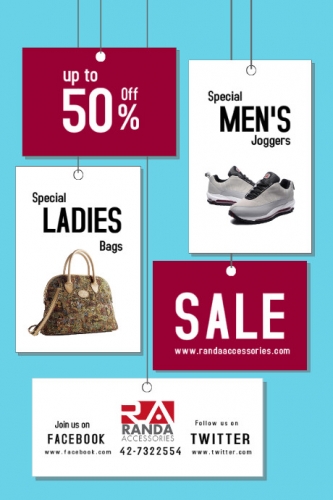 up to
50% Off
Special
MEN'S
Joggers
Special
LADIES
Bags
SALE
www.randaaccessories.com
Join us on
FACEBOOK
www.facebook.com
RA
RANDA
ACCESSORIES
42-7322554
Follow us on
TWITTER
www.twitter.com